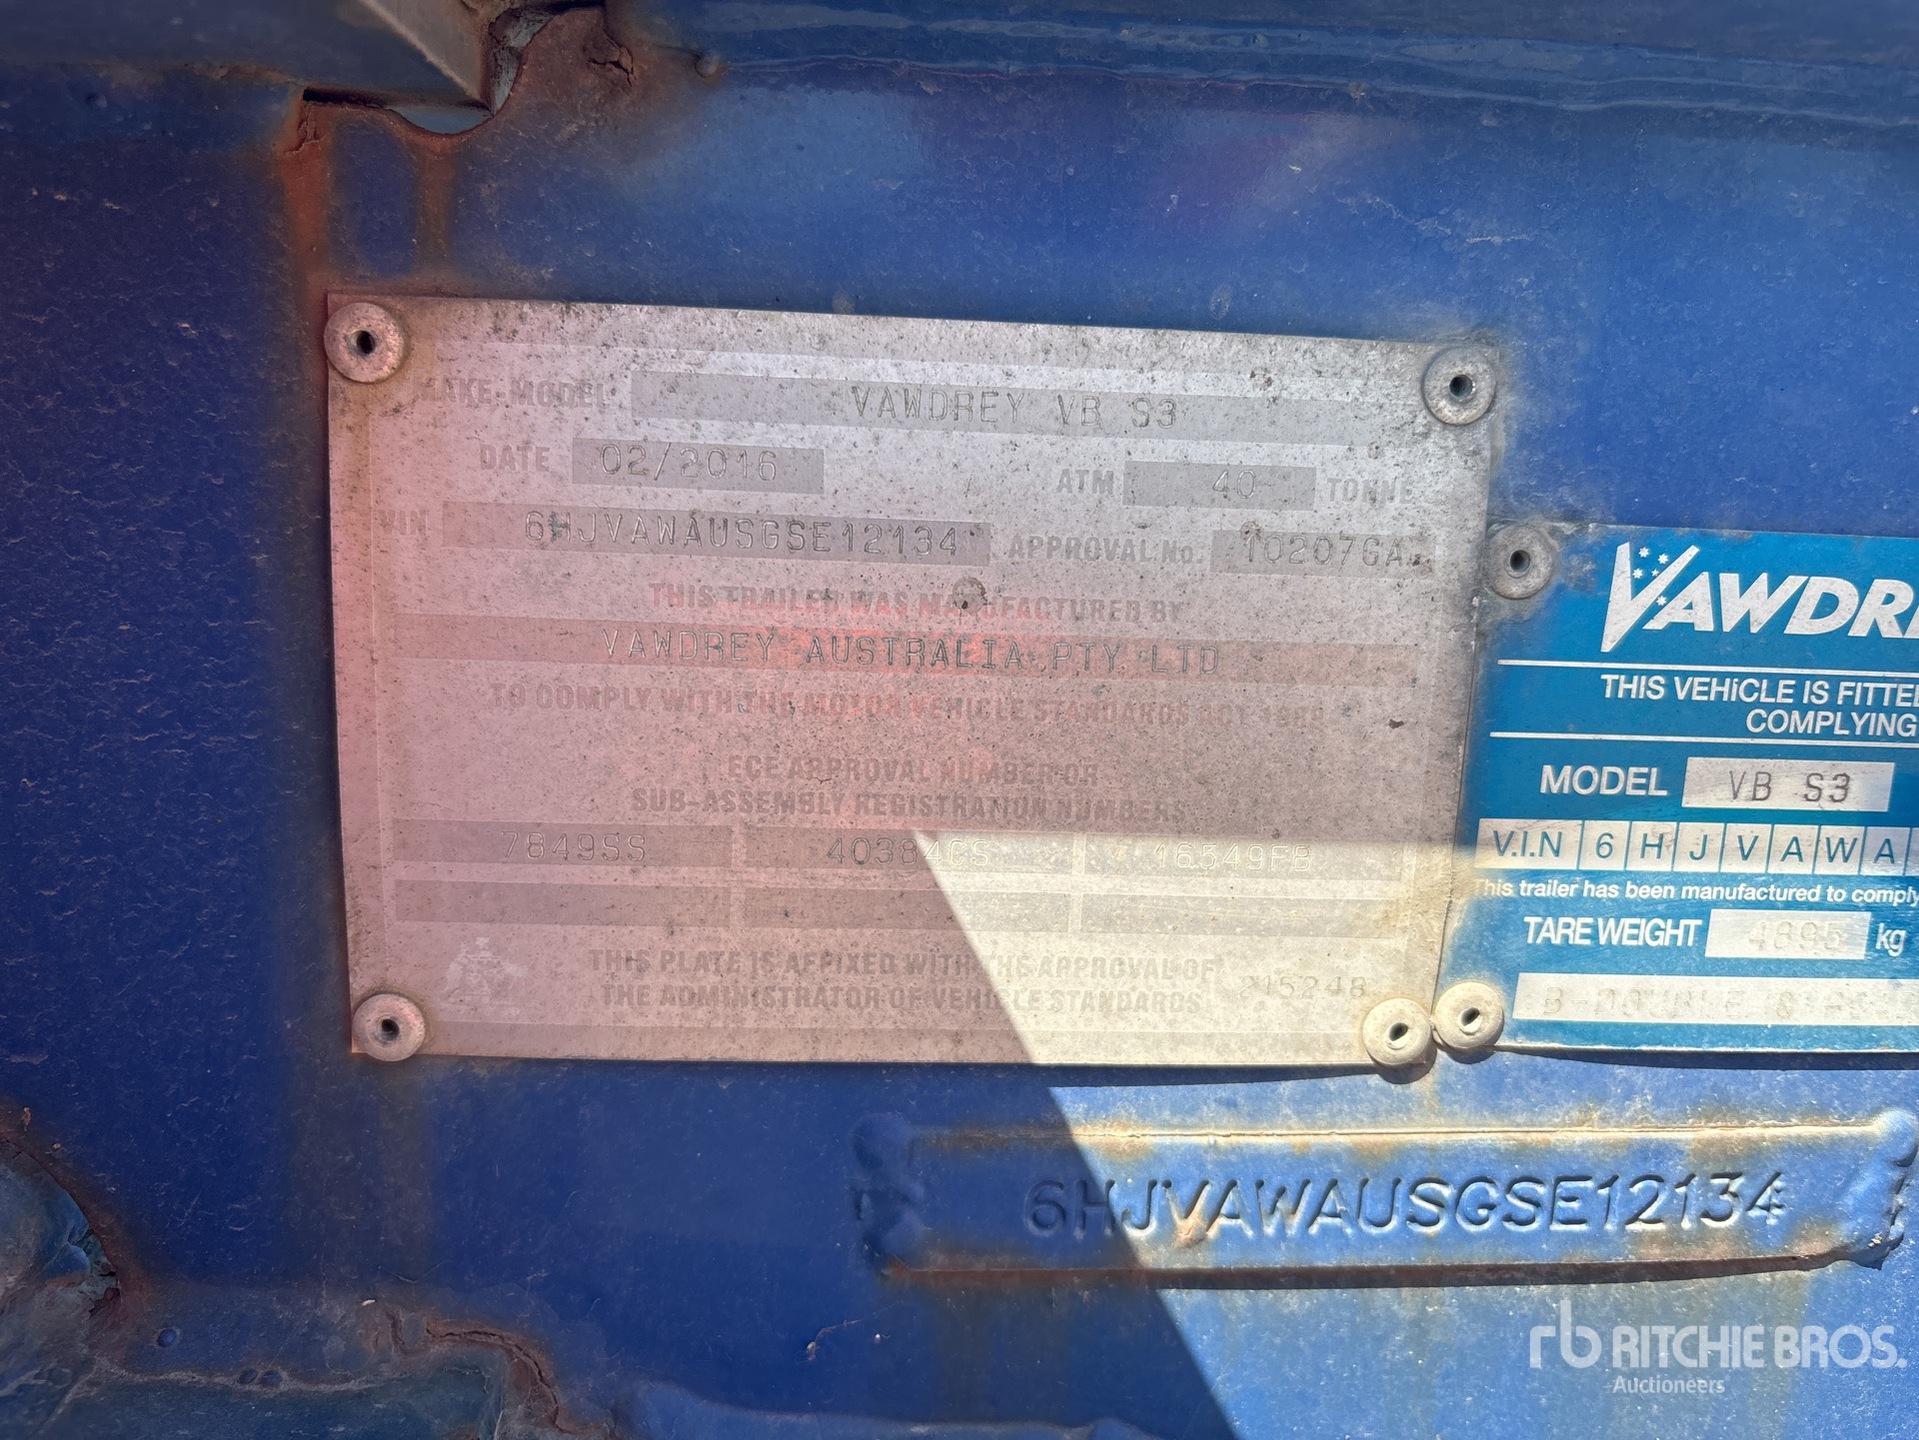 MAKE-MODEL VAWDREY VB S3
DATE 02/2016 ATM 40 TONNE
VIN 6HJVAWAUSGSE12134 APPROVAL No. 10207GA
THIS TRAILER WAS MANUFACTURED BY
VAWDREY AUSTRALIA PTY LTD
TO COMPLY WITH THE MOTOR VEHICLE STANDARDS ACT 1989
ECE APPROVAL NUMBER OR
SUB-ASSEMBLY REGISTRATION NUMBERS
7849SS 40384CS 16549FB
THIS PLATE IS AFFIXED WITH THE APPROVAL OF
THE ADMINISTRATOR OF VEHICLE STANDARDS 215248
VAWDRE
THIS VEHiCLE IS FITTE
COMPLYING
MODEL VB S3
V.I.N 6 H J V A W A
This trailer has been manufactured to comply
TARE WEIGHT 4895 kg
B-DOUBLE
6HJVAWAUSGSE12134
rb RITCHIE BROS.
Auctioneers